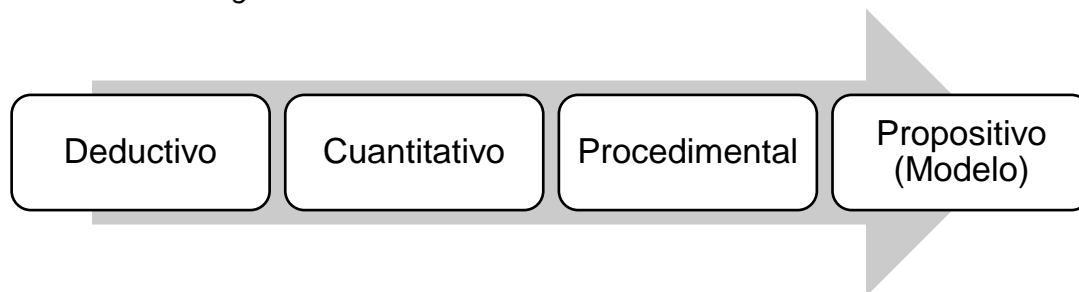 Deductivo
Cuantitativo
Procedimental
Propositivo
(Modelo)